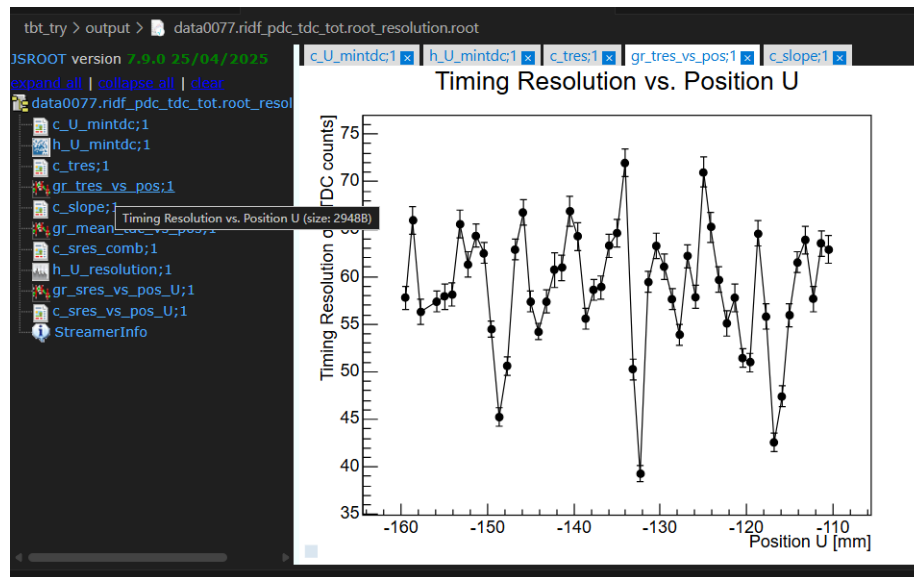 tbt_try > output > data0077.ridf_pdc_tdc_tot.root_resolution.root
JSROOT version 7.9.0 25/04/2025
expand all | collapse all | clear
data0077.ridf_pdc_tdc_tot.root_resol
c_U_mintdc;1
h_U_mintdc;1
c_tres;1
gr_tres_vs_pos;1
c_slope;1
gr_mean_tdc_vs_pos;1
c_sres_comb;1
h_U_resolution;1
gr_sres_vs_pos_U;1
c_sres_vs_pos_U;1
StreamerInfo
Timing Resolution vs. Position U (size: 2948B)
c_U_mintdc;1 h_U_mintdc;1 c_tres;1 gr_tres_vs_pos;1 c_slope;1
Timing Resolution vs. Position U
Timing Resolution σ TDC counts]
75
70
65
60
55
50
45
40
35
-160 -150 -140 -130 -120 -110
Position U [mm]